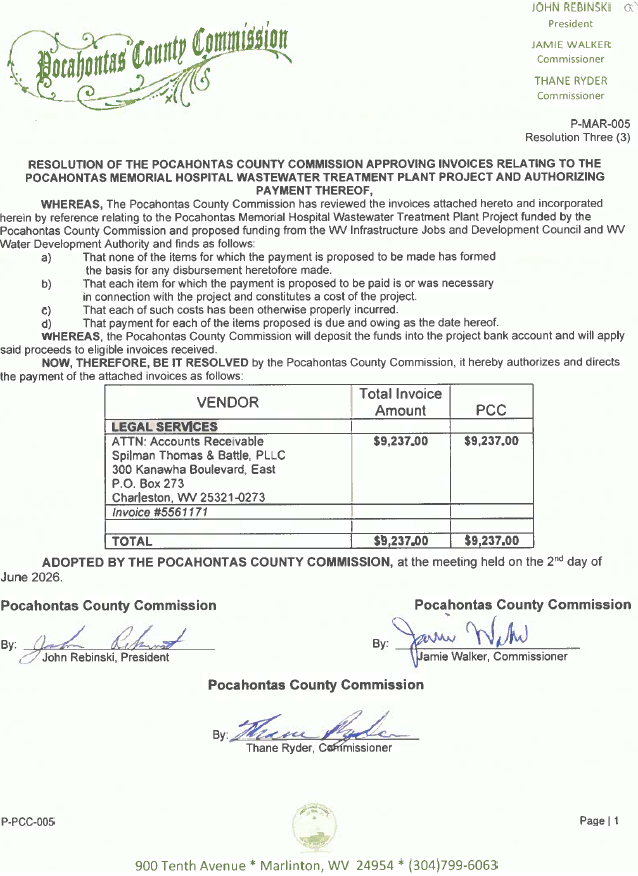 Pocahontas County Commission
JOHN REBINSKI
President
JAMIE WALKER
Commissioner
THANE RYDER
Commissioner
P-MAR-005
Resolution Three (3)
RESOLUTION OF THE POCAHONTAS COUNTY COMMISSION APPROVING INVOICES RELATING TO THE
POCAHONTAS MEMORIAL HOSPITAL WASTEWATER TREATMENT PLANT PROJECT AND AUTHORIZING
PAYMENT THEREOF,
WHEREAS, The Pocahontas County Commission has reviewed the invoices attached hereto and incorporated
herein by reference relating to the Pocahontas Memorial Hospital Wastewater Treatment Plant Project funded by the
Pocahontas County Commission and proposed funding from the WV Infrastructure Jobs and Development Council and WV
Water Development Authority and finds as follows:
a) That none of the items for which the payment is proposed to be made has formed
the basis for any disbursement heretofore made.
b) That each item for which the payment is proposed to be paid is or was necessary
in connection with the project and constitutes a cost of the project.
c) That each of such costs has been otherwise properly incurred.
d) That payment for each of the items proposed is due and owing as the date hereof.
WHEREAS, the Pocahontas County Commission will deposit the funds into the project bank account and will apply
said proceeds to eligible invoices received.
NOW, THEREFORE, BE IT RESOLVED by the Pocahontas County Commission, it hereby authorizes and directs
the payment of the attached invoices as follows:
VENDOR Total Invoice Amount PCC
LEGAL SERVICES
ATTN: Accounts Receivable $9,237.00 $9,237.00
Spilman Thomas & Battle, PLLC
300 Kanawha Boulevard, East
P.O. Box 273
Charleston, WV 25321-0273
Invoice #5561171
TOTAL $9,237.00 $9,237.00
ADOPTED BY THE POCAHONTAS COUNTY COMMISSION, at the meeting held on the 2nd day of
June 2026.
Pocahontas County Commission Pocahontas County Commission
By: John Rebinski By: Jamie Walker
John Rebinski, President Jamie Walker, Commissioner
Pocahontas County Commission
By: Thane Ryder
Thane Ryder, Commissioner
P-PCC-005 Page | 1
900 Tenth Avenue * Marlinton, WV 24954 * (304)799-6063